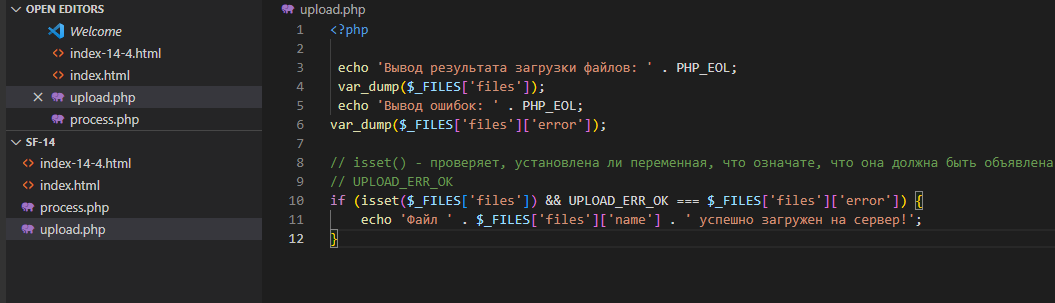 OPEN EDITORS
Welcome
index-14-4.html
index.html
upload.php
process.php
SF-14
index-14-4.html
index.html
process.php
upload.php
upload.php
1 <?php
2
3 echo 'Вывод результата загрузки файлов: ' . PHP_EOL;
4 var_dump($_FILES['files']);
5 echo 'Вывод ошибок: ' . PHP_EOL;
6 var_dump($_FILES['files']['error']);
7
8 // isset() - проверяет, установлена ли переменная, что означате, что она должна быть объявлена
9 // UPLOAD_ERR_OK
10 if (isset($_FILES['files']) && UPLOAD_ERR_OK === $_FILES['files']['error']) {
11 echo 'Файл ' . $_FILES['files']['name'] . ' успешно загружен на сервер!';
12 }